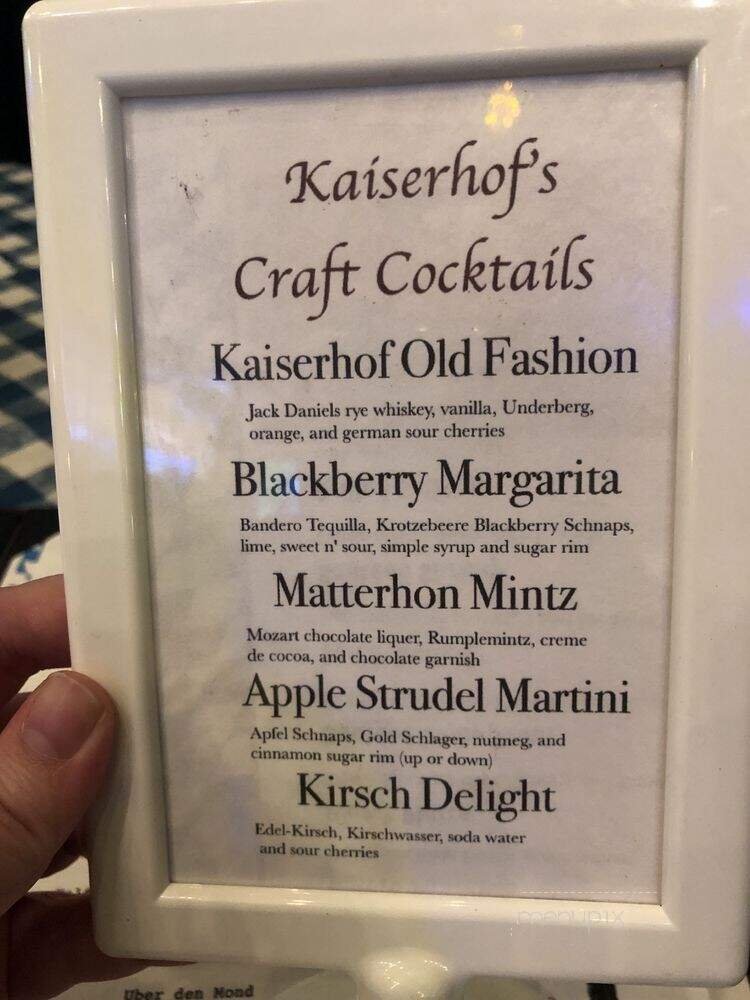 Kaiserhof's
Craft Cocktails
Kaiserhof Old Fashion
Jack Daniels rye whiskey, vanilla, Underberg,
orange, and german sour cherries
Blackberry Margarita
Bandero Tequilla, Krotzebeere Blackberry Schnaps,
lime, sweet n' sour, simple syrup and sugar rim
Matterhon Mintz
Mozart chocolate liquer, Rumplemintz, creme
de cocoa, and chocolate garnish
Apple Strudel Martini
Apfel Schnaps, Gold Schlager, nutmeg, and
cinnamon sugar rim (up or down)
Kirsch Delight
Edel-Kirsch, Kirschwasser, soda water
and sour cherries
menupix
Uber den Mond